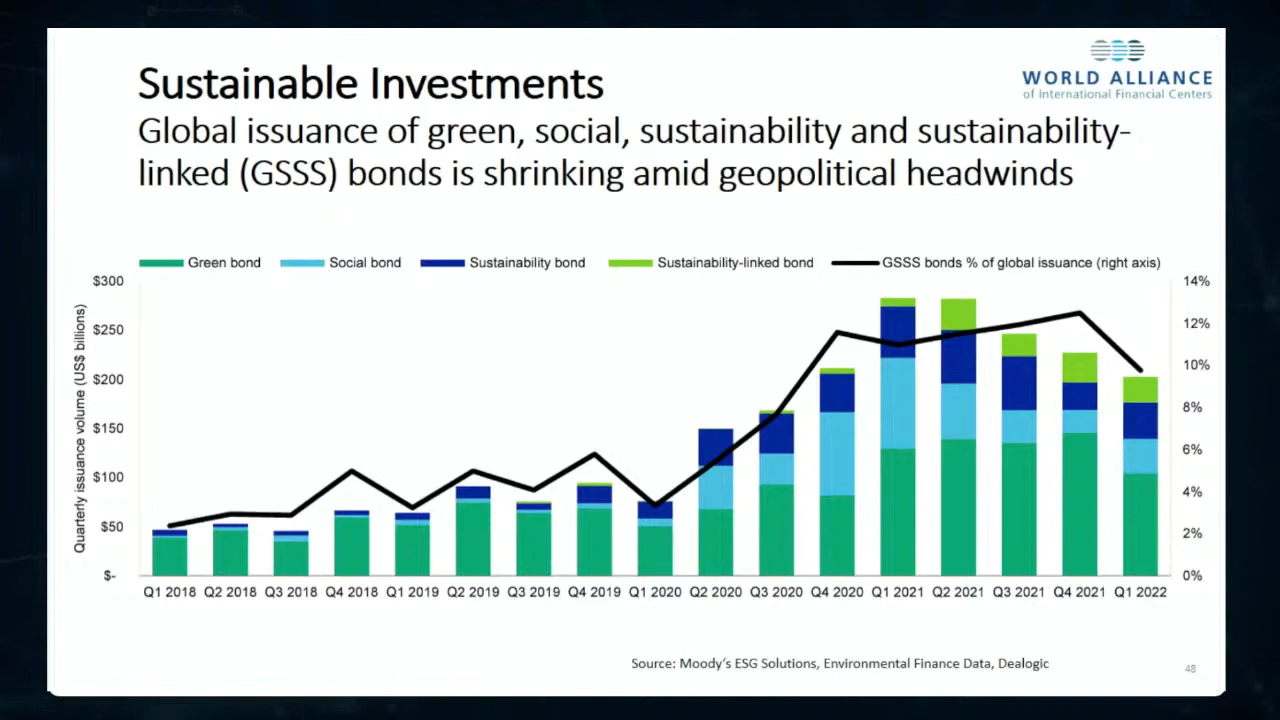 WORLD ALLIANCE
of International Financial Centers
Sustainable Investments
Global issuance of green, social, sustainability and sustainability-
linked (GSSS) bonds is shrinking amid geopolitical headwinds
Green bond
Social bond
Sustainability bond
Sustainability-linked bond
GSSS bonds % of global issuance (right axis)
Quarterly issuance volume (US$ billions)
$300
$250
$200
$150
$100
$50
$-
14%
12%
10%
8%
6%
4%
2%
0%
Q1 2018 Q2 2018 Q3 2018 Q4 2018 Q1 2019 Q2 2019 Q3 2019 Q4 2019 Q1 2020 Q2 2020 Q3 2020 Q4 2020 Q1 2021 Q2 2021 Q3 2021 Q4 2021 Q1 2022
Source: Moody's ESG Solutions, Environmental Finance Data, Dealogic
48